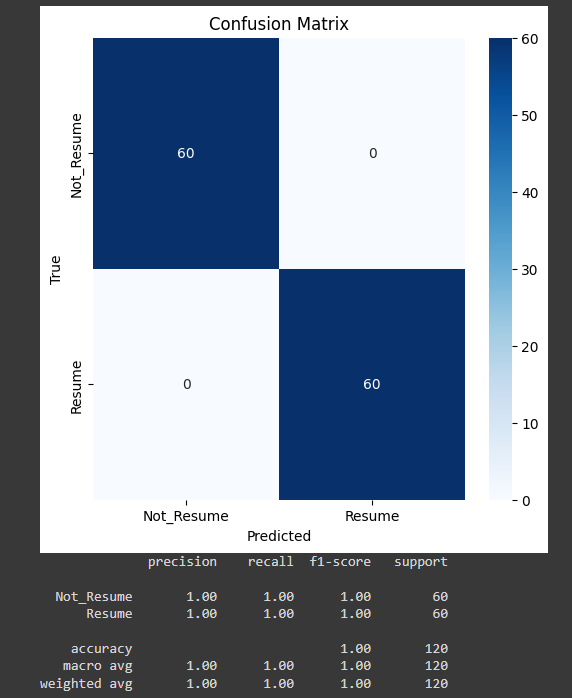 Confusion Matrix
Not_Resume
60
0
True
Resume
0
60
Not_Resume Resume
Predicted
60
50
40
30
20
10
0
precision recall f1-score support
Not_Resume 1.00 1.00 1.00 60
Resume 1.00 1.00 1.00 60
accuracy 1.00 120
macro avg 1.00 1.00 1.00 120
weighted avg 1.00 1.00 1.00 120